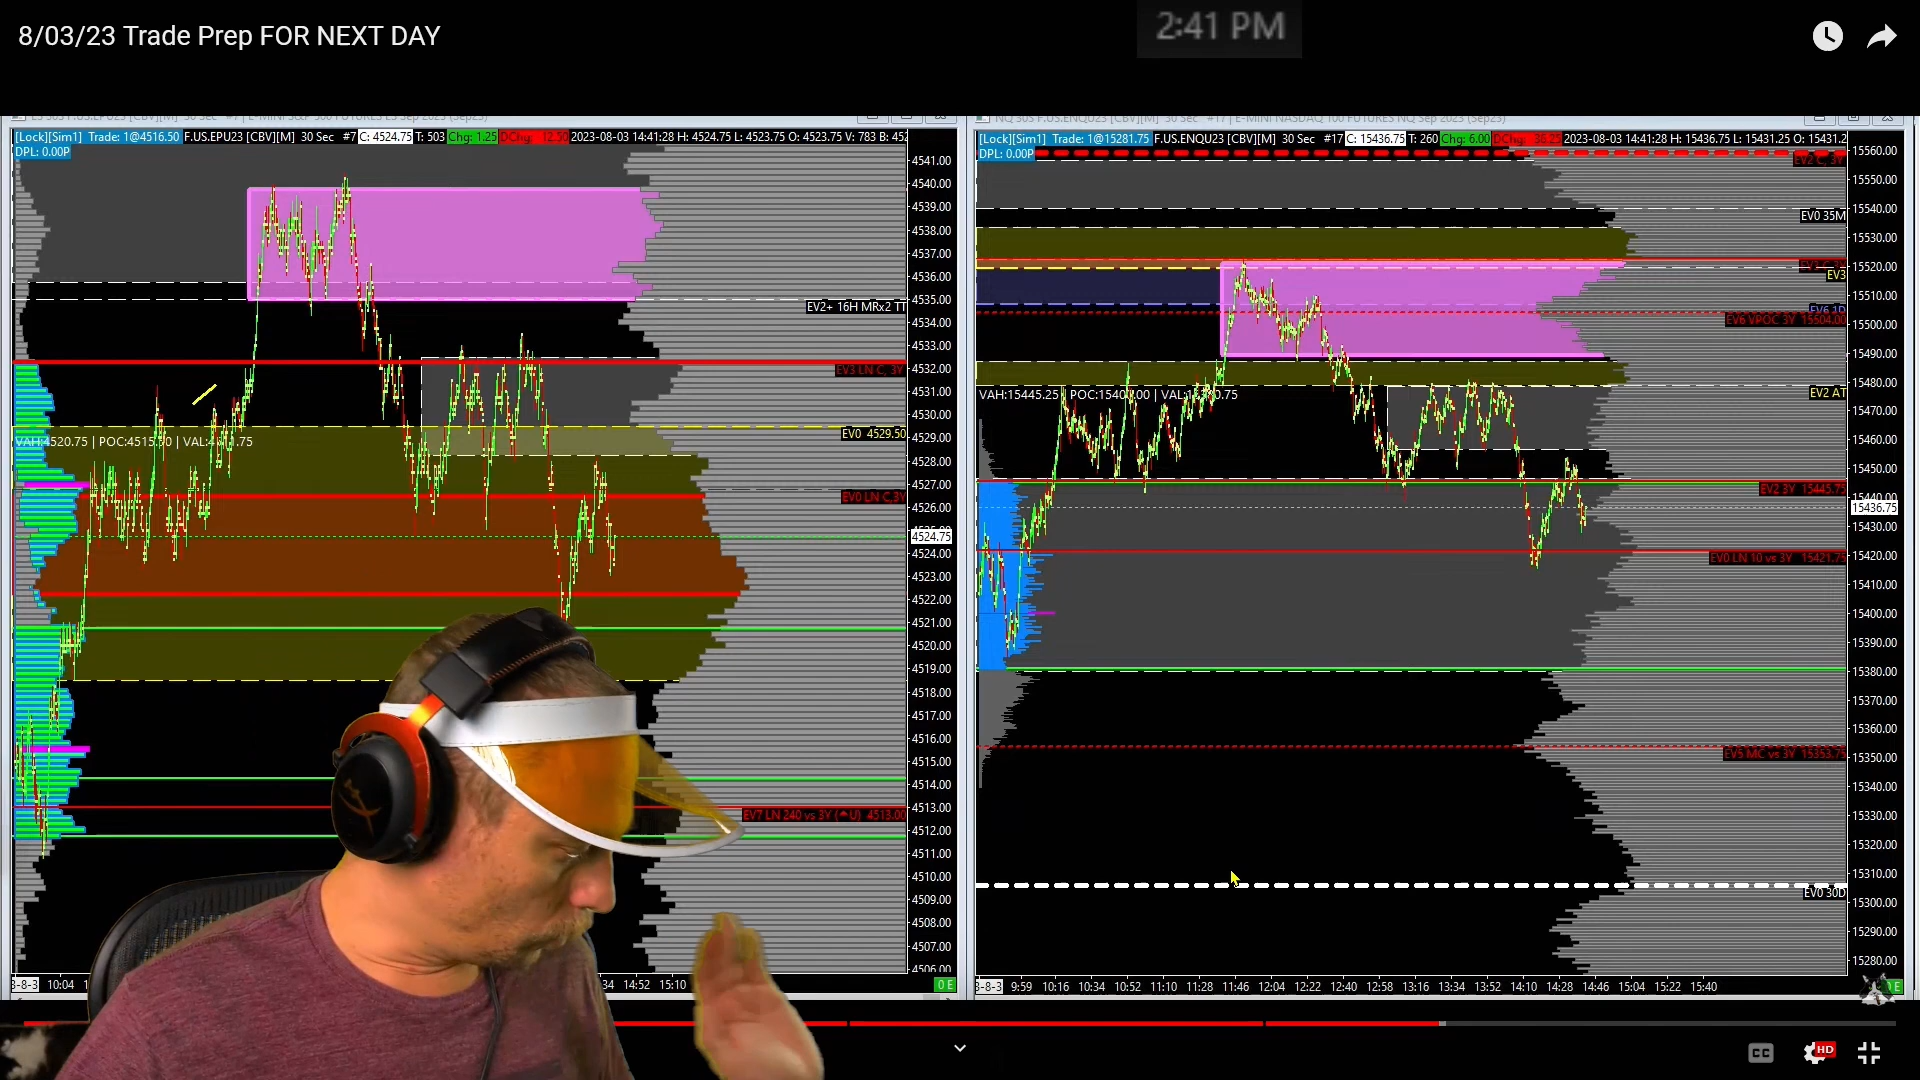 8/03/23 Trade Prep FOR NEXT DAY
2:41 PM
[Lock][Sim1] Trade: 1@4516.50 F.US.EPU23 [CBV][M] 30 Sec #7 C: 4524.75 T: 503 Chg: 1.25 DChg: -12.50 2023-08-03 14:41:28 H: 4524.75 L: 4523.75 O: 4523.75 V: 783 B: 452
DPL: 0.00P
4541.00
4540.00
4539.00
4538.00
4537.00
4536.00
4535.00
EV2+ 16H MRx2 TT
4534.00
4533.00
4532.00
EV3 LN C, 3Y
4531.00
4530.00
EV0 4529.50
4529.00
VAH:4520.75 | POC:4515.50 |
4528.00
4527.00
EV0 LN C,3Y
4526.00
4524.75
4524.00
4523.00
4522.00
4521.00
4520.00
4519.00
4518.00
4517.00
4516.00
4515.00
4514.00
4513.00
EV7 LN 240 vs 3Y (▲U) 4513.00
4512.00
4511.00
4510.00
4509.00
4508.00
4507.00
4506.00
3-8-3 10:04 14:52 15:10
0 E
NQ 30S F.US.ENQU23 [CBV][M] 30 Sec #17 | E-MINI NASDAQ 100 FUTURES NQ Sep 2023 (Sep23)
[Lock][Sim1] Trade: 1@15281.75 F.US.ENQU23 [CBV][M] 30 Sec #17 C: 15436.75 T: 260 Chg: 6.00 2023-08-03 14:41:28 H: 15436.75 L: 15431.25 O: 15431.2
DPL: 0.00P
15560.00
EV2 C, 3Y
15550.00
15540.00
EV0 35M
15530.00
15520.00
EV3
15510.00
15500.00
EV6 VPOC 3Y 15504.00
15490.00
15480.00
EV2 AT
VAH:15445.25 |
15470.00
15460.00
15450.00
EV2 3Y 15445.75
15440.00
15436.75
15430.00
15420.00
EV0 LN 10 vs 3Y 15421.75
15410.00
15400.00
15390.00
15380.00
15370.00
15360.00
15350.00
EV5 MC vs 3Y 15353.75
15340.00
15330.00
15320.00
15310.00
EV0 30D
15300.00
15290.00
15280.00
3-8-3 9:59 10:16 10:34 10:52 11:10 11:28 11:46 12:04 12:22 12:40 12:58 13:16 13:34 13:52 14:10 14:28 14:46 15:04 15:22 15:40
CC
HD